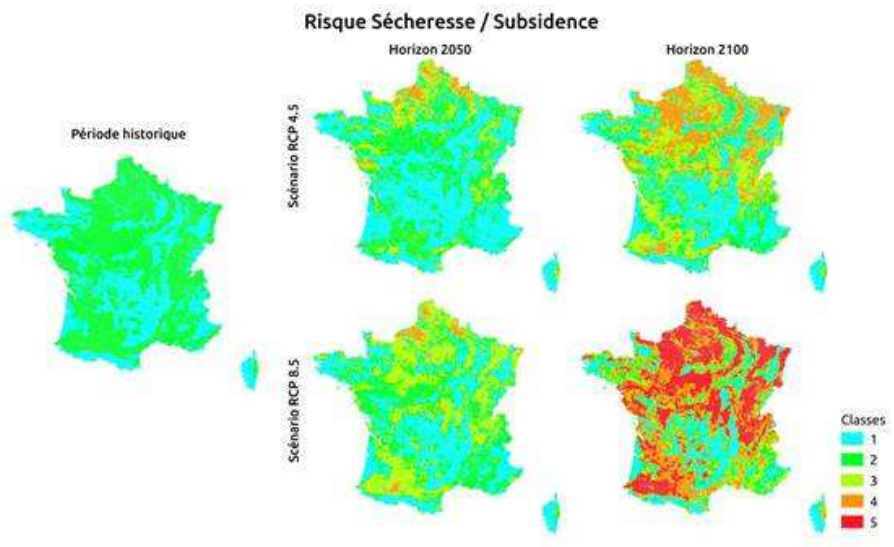 Risque Sécheresse / Subsidence
Horizon 2050
Horizon 2100
Période historique
Scénario RCP 4.5
Scénario RCP 8.5
Classes
1
2
3
4
5